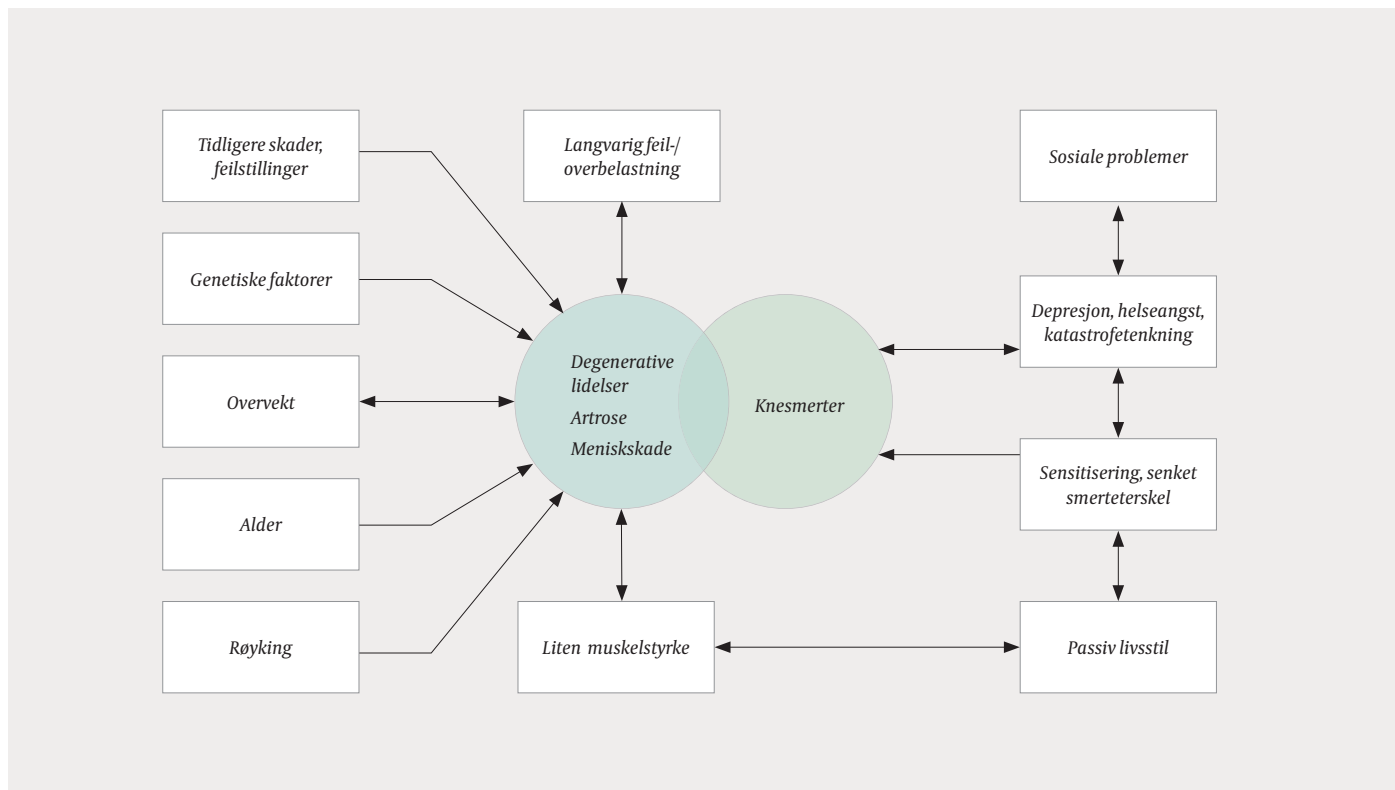 Tidligere skader,
feilstillinger
Langvarig feil-/
overbelastning
Sosiale problemer
Genetiske faktorer
Depresjon, helseangst,
katastrofetenkning
Overvekt
Degenerative
lidelser
Artrose
Meniskskade
Knesmerter
Sensitisering, senket
smerteterskel
Alder
Røyking
Liten muskelstyrke
Passiv livsstil